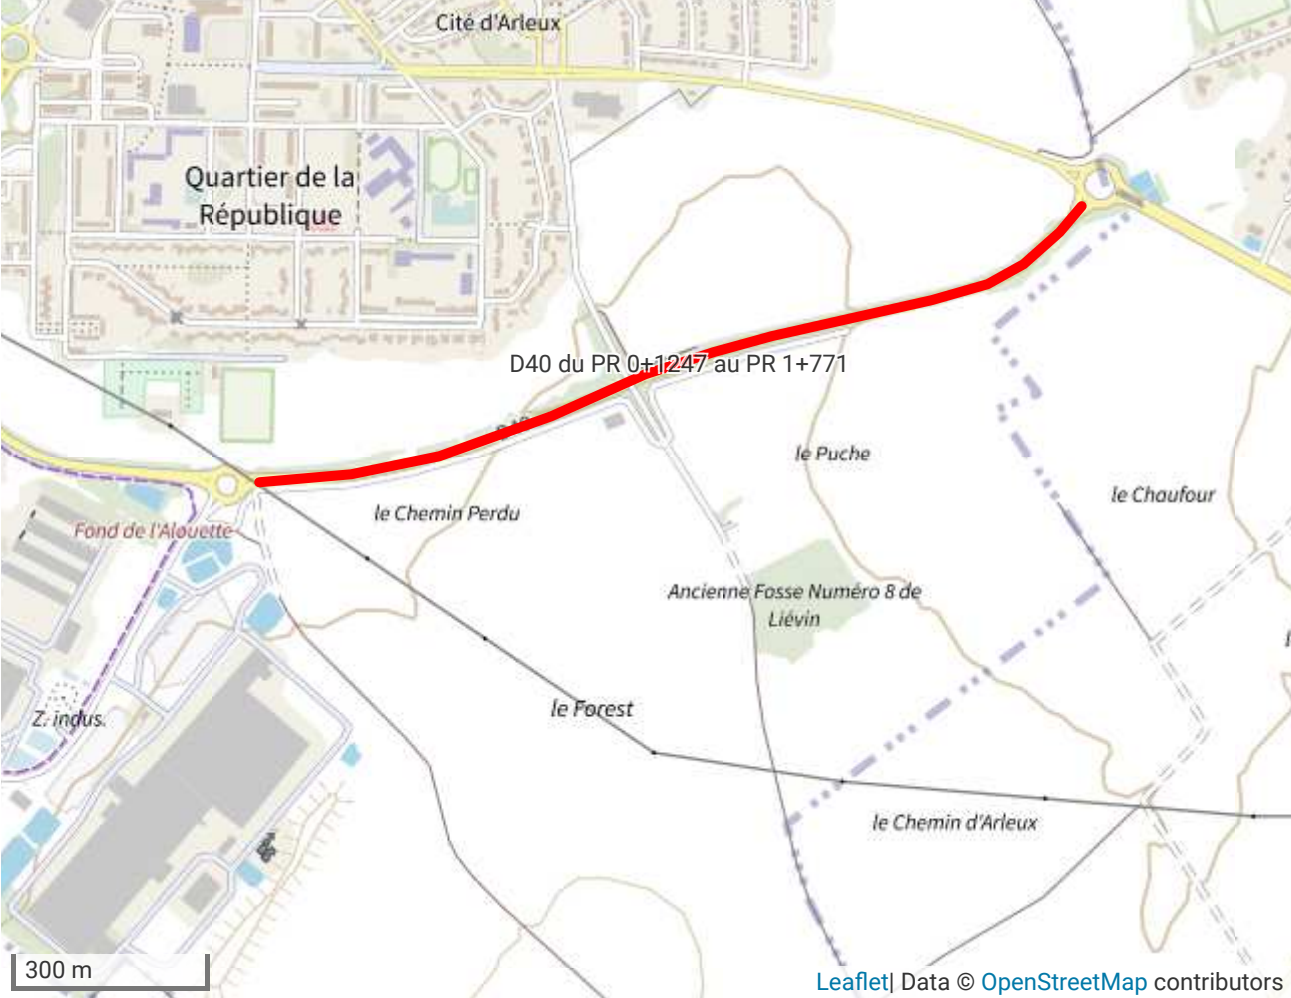 Cité d'Arleux
Quartier de la
République
D40 du PR 0+1247 au PR 1+771
le Puche
le Chaufour
le Chemin Perdu
Fond de l'Alouette
Ancienne Fosse Numéro 8 de
Liévin
le Forest
Z. indus.
le Chemin d'Arleux
300 m
Leaflet| Data © OpenStreetMap contributors